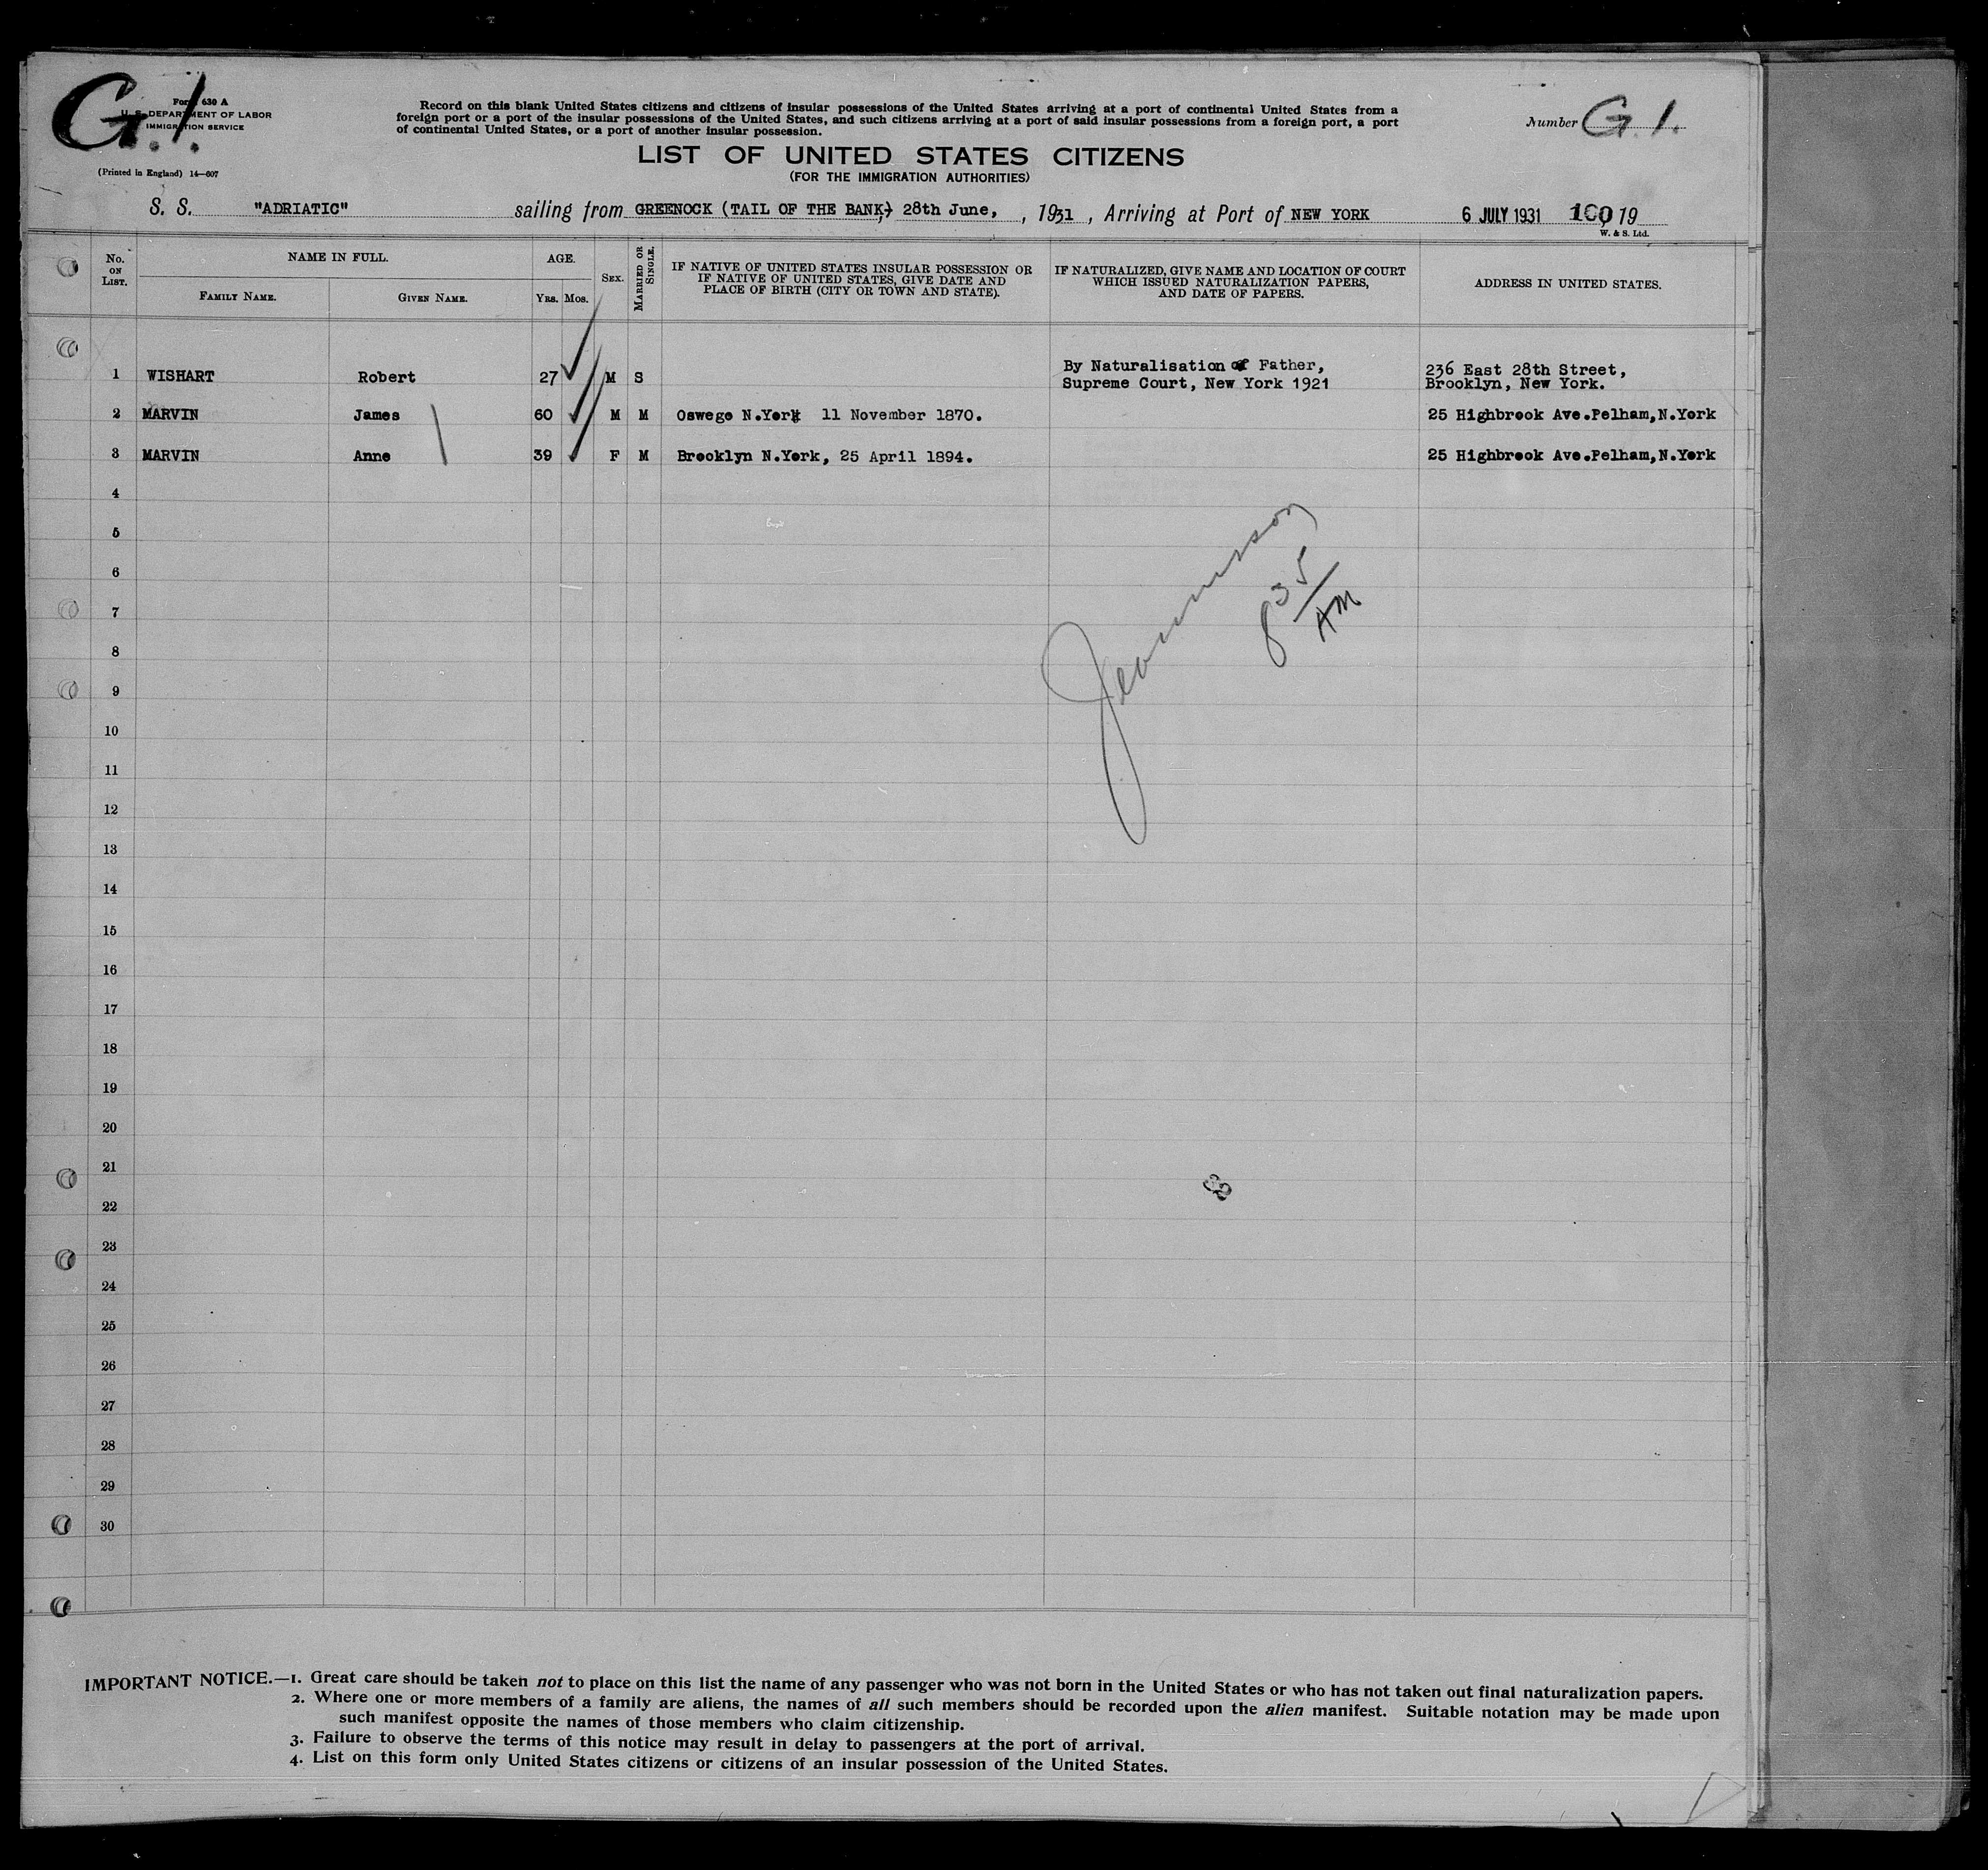 G.1.
Form 630 A
U. S. DEPARTMENT OF LABOR
IMMIGRATION SERVICE
(Printed in England) 14—607
Record on this blank United States citizens and citizens of insular possessions of the United States arriving at a port of continental United States from a
foreign port or a port of the insular possessions of the United States, and such citizens arriving at a port of said insular possessions from a foreign port, a port
of continental United States, or a port of another insular possession.
Number G.1.
LIST OF UNITED STATES CITIZENS
(FOR THE IMMIGRATION AUTHORITIES)
S. S. "ADRIATIC" sailing from GREENOCK (TAIL OF THE BANK,) 28th June, , 1931 , Arriving at Port of NEW YORK 6 JULY 1931 100 19
W. & S. Ltd.
No. ON LIST.
NAME IN FULL.
FAMILY NAME.
GIVEN NAME.
AGE.
YRS. MOS.
SEX.
MARRIED OR SINGLE.
IF NATIVE OF UNITED STATES INSULAR POSSESSION OR
IF NATIVE OF UNITED STATES, GIVE DATE AND
PLACE OF BIRTH (CITY OR TOWN AND STATE).
IF NATURALIZED, GIVE NAME AND LOCATION OF COURT
WHICH ISSUED NATURALIZATION PAPERS,
AND DATE OF PAPERS.
ADDRESS IN UNITED STATES.
1 WISHART Robert 27 M S By Naturalisation of Father, 236 East 28th Street,
Supreme Court, New York 1921 Brooklyn, New York.
2 MARVIN James 60 M M Oswego N.York 11 November 1870. 25 Highbrook Ave.Pelham,N.York
3 MARVIN Anne 39 F M Brooklyn N.York, 25 April 1894. 25 Highbrook Ave.Pelham,N.York
4
5
6
7
8
9
10
11
12
13
14
15
16
17
18
19
20
21
22
23
24
25
26
27
28
29
30
8 35/AM
IMPORTANT NOTICE.—1. Great care should be taken not to place on this list the name of any passenger who was not born in the United States or who has not taken out final naturalization papers.
2. Where one or more members of a family are aliens, the names of all such members should be recorded upon the alien manifest. Suitable notation may be made upon
such manifest opposite the names of those members who claim citizenship.
3. Failure to observe the terms of this notice may result in delay to passengers at the port of arrival.
4. List on this form only United States citizens or citizens of an insular possession of the United States.